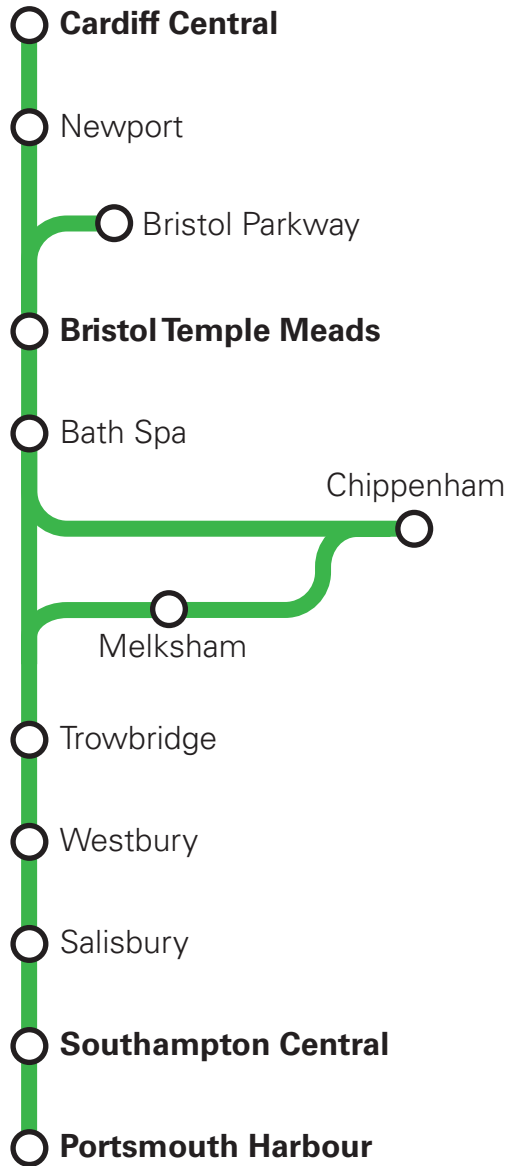 Cardiff Central
Newport
Bristol Parkway
Bristol Temple Meads
Bath Spa
Chippenham
Melksham
Trowbridge
Westbury
Salisbury
Southampton Central
Portsmouth Harbour